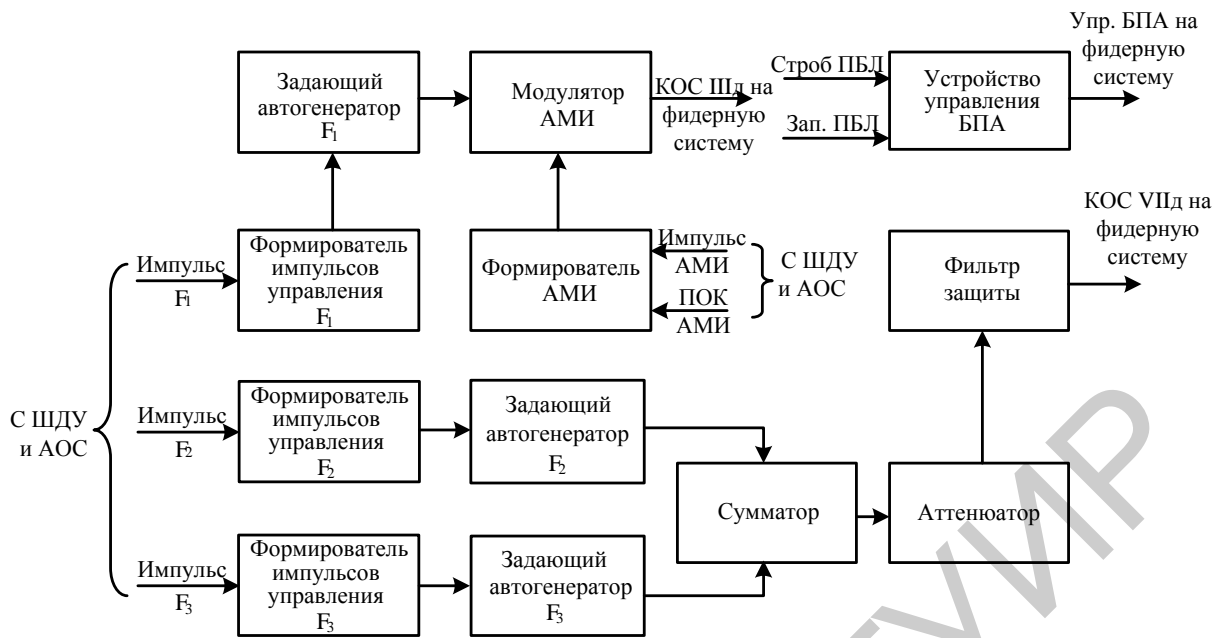 Задающий
автогенератор
F1
Модулятор
АМИ
КОС IIIд на
фидерную
систему
Строб ПБЛ
Зап. ПБЛ
Устройство
управления
БПА
Упр. БПА на
фидерную
систему
С ШДУ
и АОС
Импульс
F1
Формирователь
импульсов
управления
F1
Формирователь
АМИ
Импульс
АМИ
ПОК
АМИ
С ШДУ
и АОС
Фильтр
защиты
КОС VIIд на
фидерную
систему
Импульс
F2
Формирователь
импульсов
управления
F2
Задающий
автогенератор
F2
Сумматор
Аттенюатор
Импульс
F3
Формирователь
импульсов
управления
F3
Задающий
автогенератор
F3
ГУИР